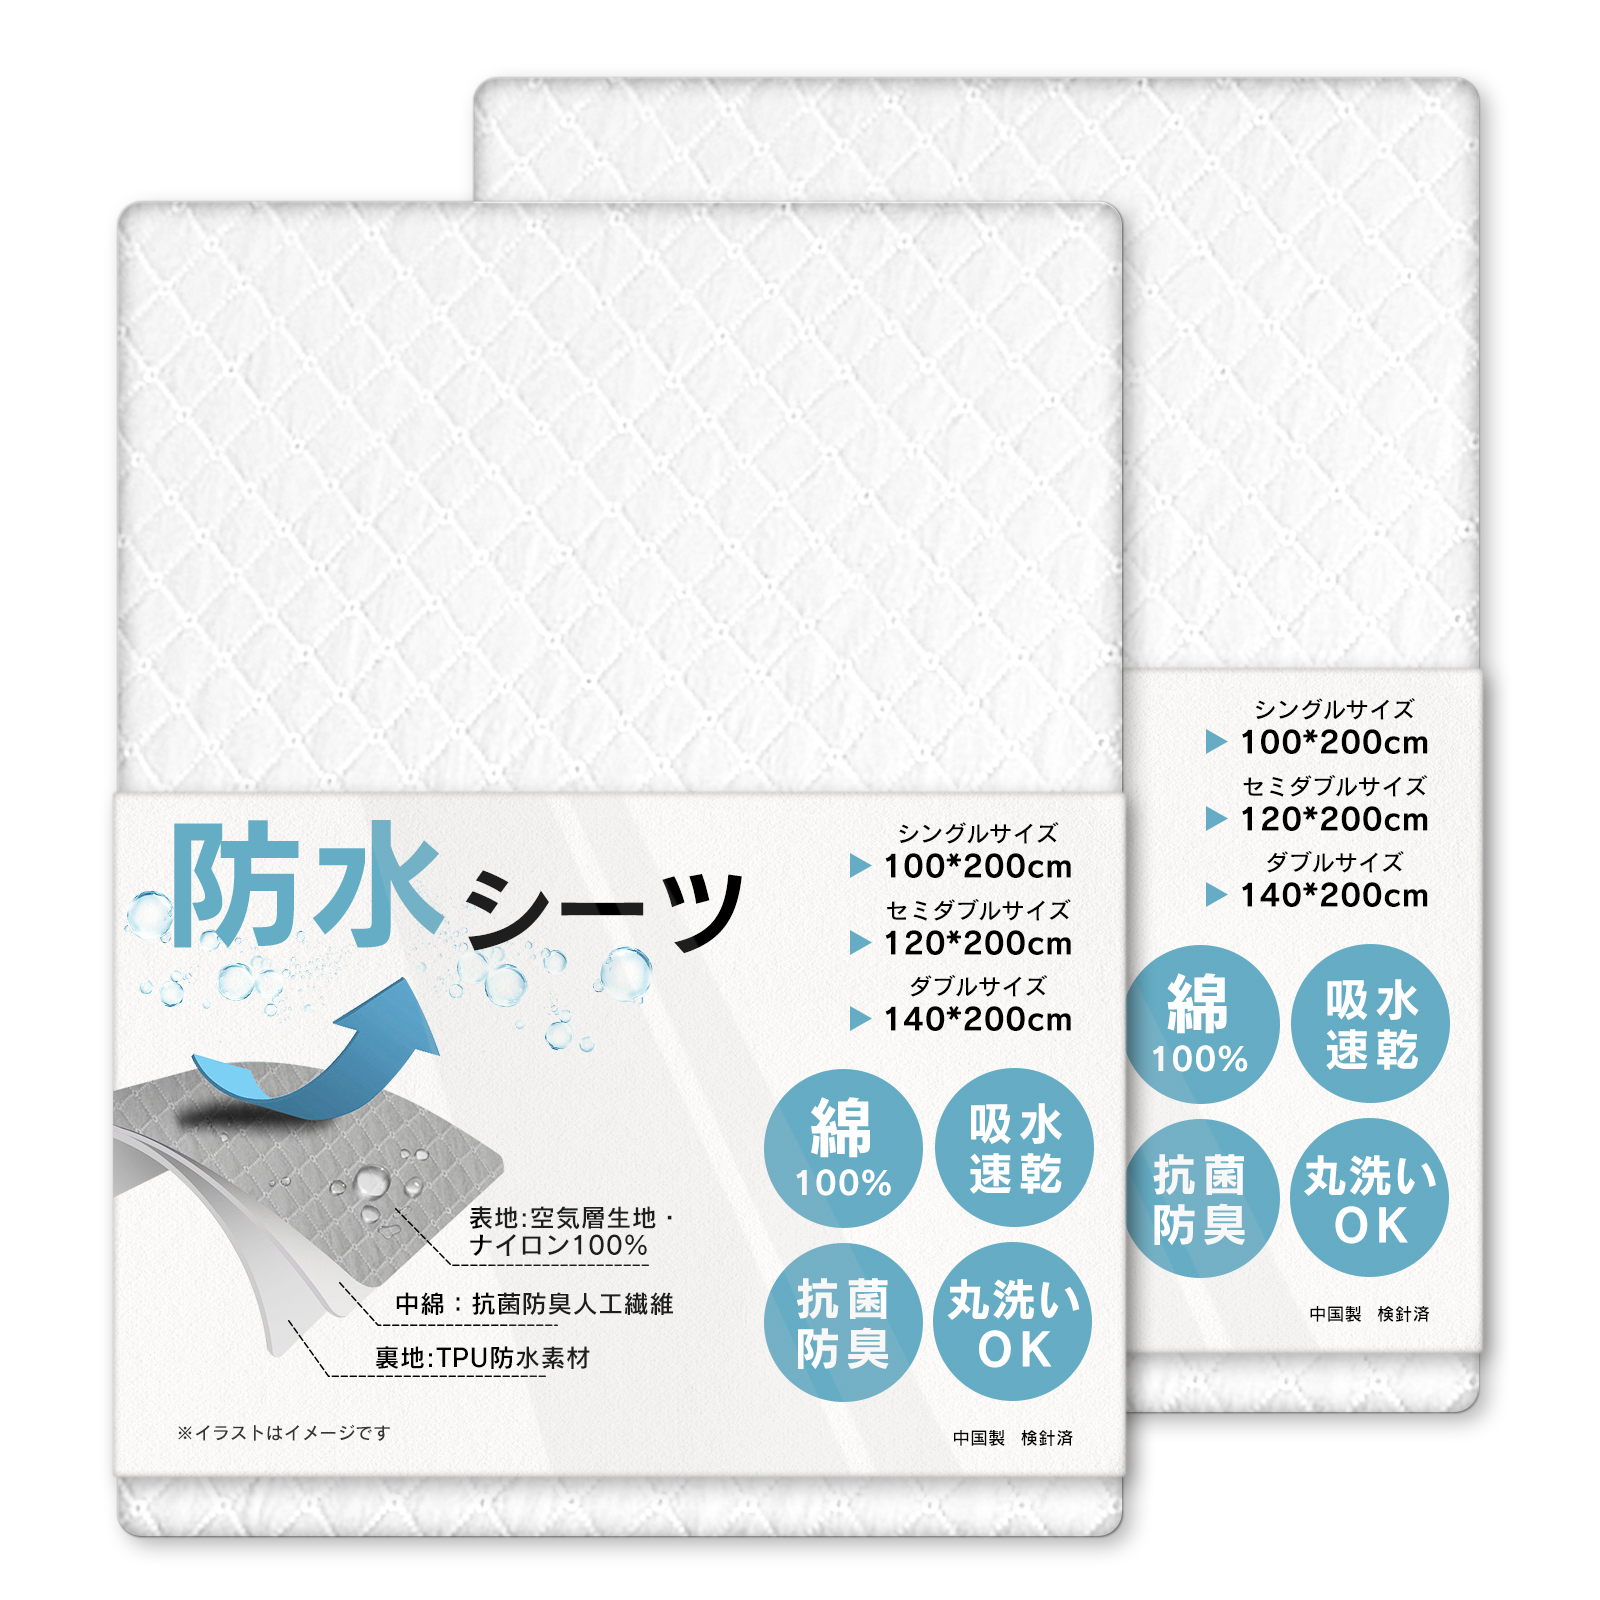 防水シーツ
シングルサイズ
▶ 100*200cm
セミダブルサイズ
▶ 120*200cm
ダブルサイズ
▶ 140*200cm
綿
100%
吸水
速乾
抗菌
防臭
丸洗い
OK
表地:空気層生地・
ナイロン100%
中綿：抗菌防臭人工繊維
裏地:TPU防水素材
※イラストはイメージです
中国製 検針済
シングルサイズ
▶ 100*200cm
セミダブルサイズ
▶ 120*200cm
ダブルサイズ
▶ 140*200cm
綿
100%
吸水
速乾
抗菌
防臭
丸洗い
OK
中国製 検針済